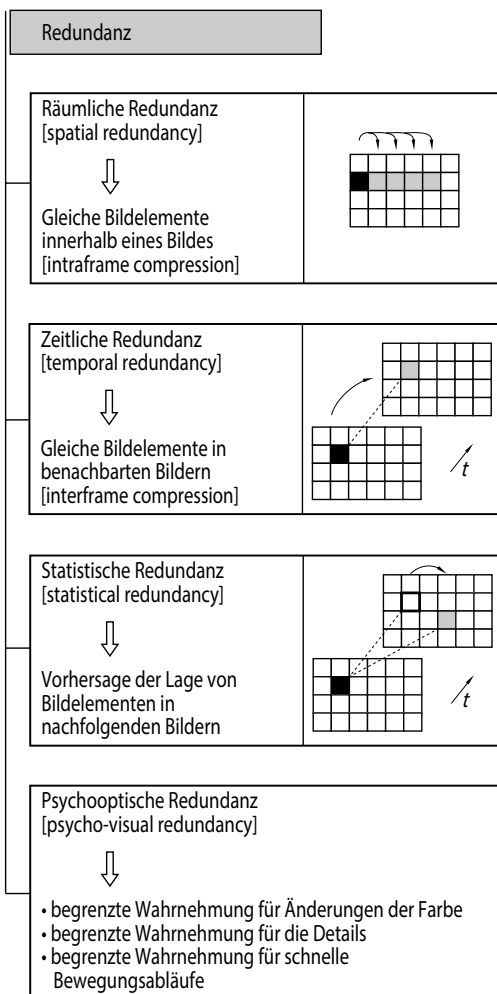 Redundanz
Räumliche Redundanz
[spatial redundancy]
Gleiche Bildelemente
innerhalb eines Bildes
[intraframe compression]
Zeitliche Redundanz
[temporal redundancy]
Gleiche Bildelemente in
benachbarten Bildern
[interframe compression]
t
Statistische Redundanz
[statistical redundancy]
Vorhersage der Lage von
Bildelementen in
nachfolgenden Bildern
t
Psychooptische Redundanz
[psycho-visual redundancy]
• begrenzte Wahrnehmung für Änderungen der Farbe
• begrenzte Wahrnehmung für die Details
• begrenzte Wahrnehmung für schnelle
Bewegungsabläufe